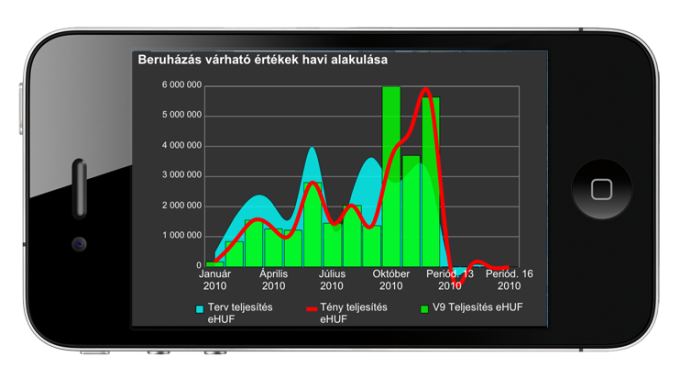 Beruházás várható értékek havi alakulása
6 000 000
5 000 000
4 000 000
3 000 000
2 000 000
1 000 000
0
Január Április Július Október Periód. 13 Periód. 16
2010 2010 2010 2010 2010 2010
Terv teljesítés Tény teljesítés V9 Teljesítés eHUF
eHUF eHUF